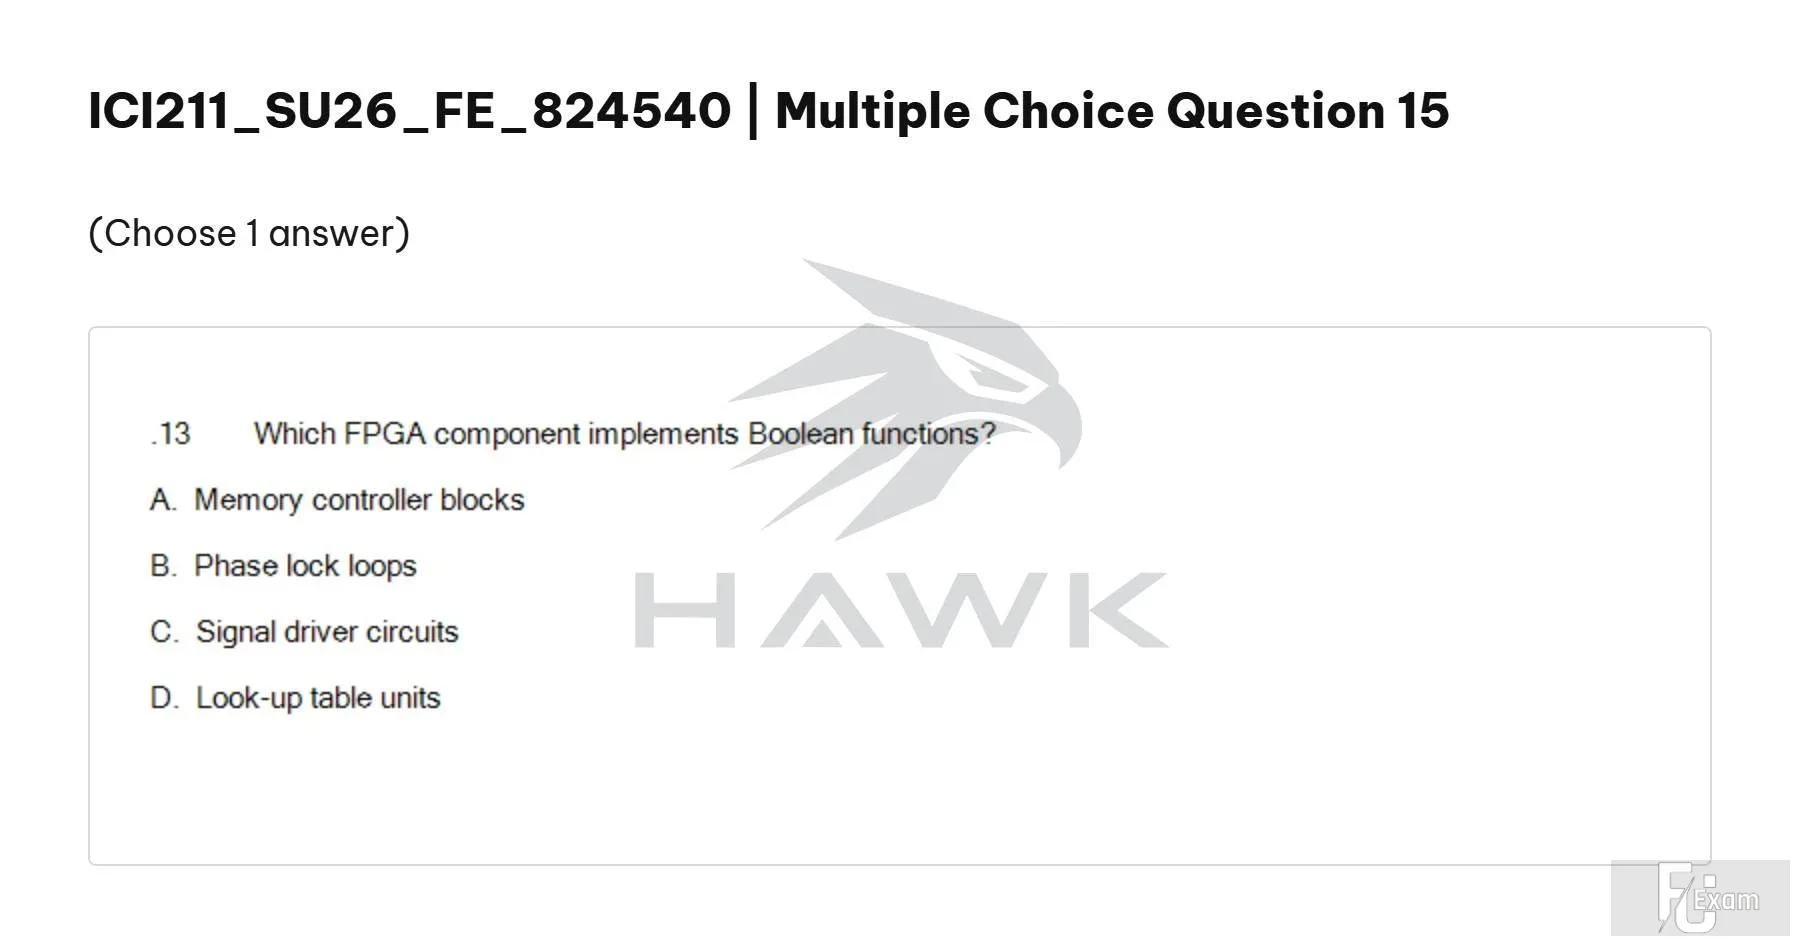 ICI211_SU26_FE_824540 | Multiple Choice Question 15
(Choose 1 answer)
.13 Which FPGA component implements Boolean functions?
A. Memory controller blocks
B. Phase lock loops
C. Signal driver circuits
D. Look-up table units
HAWK
FU Exam